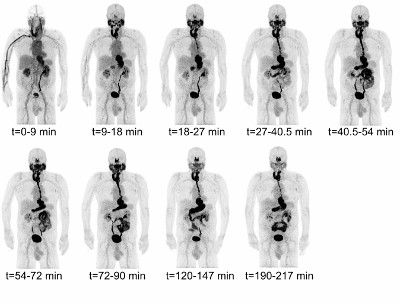 t=0-9 min
t=9-18 min
t=18-27 min
t=27-40.5 min
t=40.5-54 min
t=54-72 min
t=72-90 min
t=120-147 min
t=190-217 min